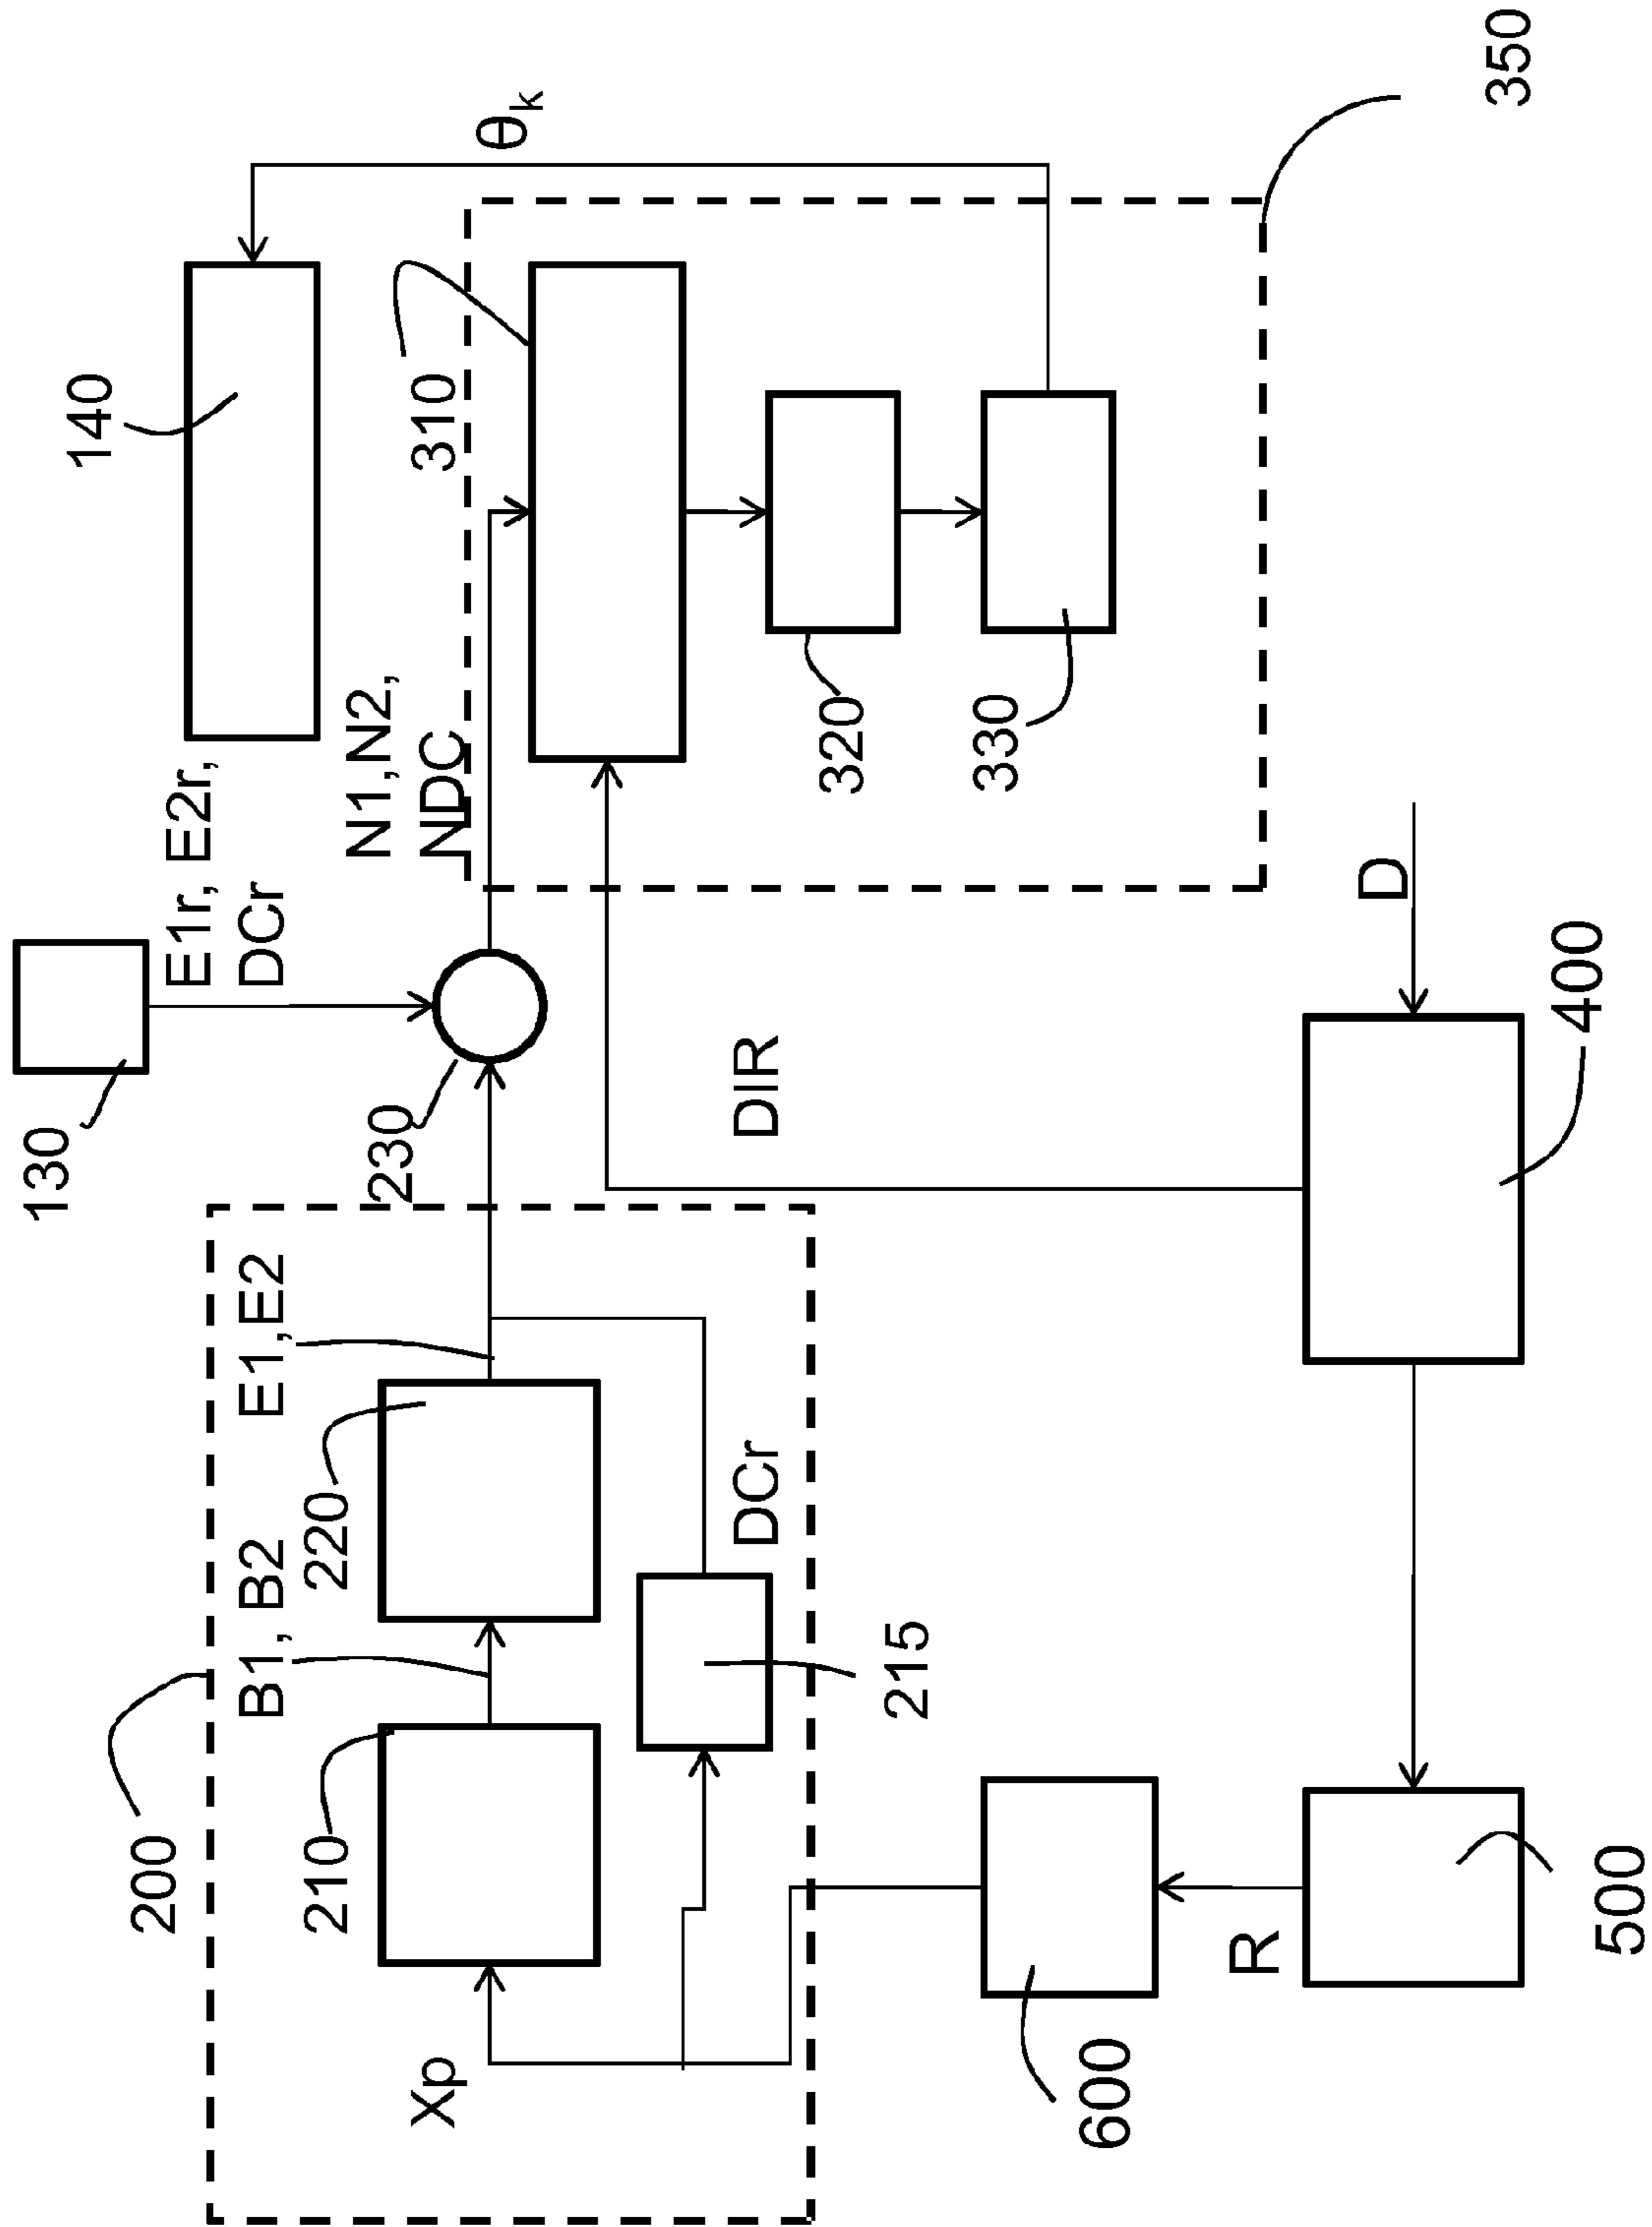 130
E1r, E2r,
DCr
140
θk
200
230
N1,N2,
NDC
310
B1, B2
E1,E2
210
220
Xp
DCr
215
DIR
320
330
350
600
R
500
400
D